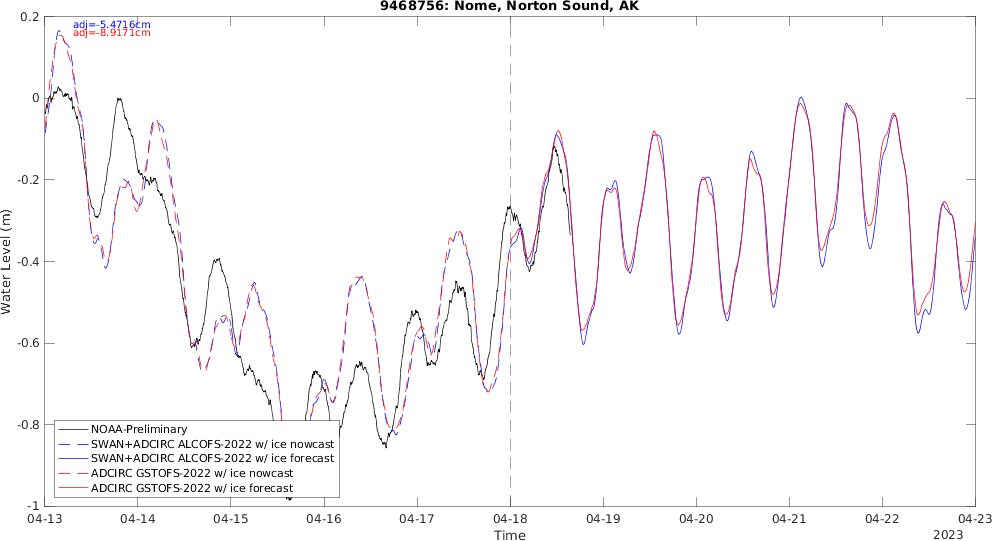 9468756: Nome, Norton Sound, AK
adj=-5.4716cm
adj=-8.9171cm
0.2
0
-0.2
-0.4
-0.6
-0.8
-1
Water Level (m)
NOAA-Preliminary
SWAN+ADCIRC ALCOFS-2022 w/ ice nowcast
SWAN+ADCIRC ALCOFS-2022 w/ ice forecast
ADCIRC GSTOFS-2022 w/ ice nowcast
ADCIRC GSTOFS-2022 w/ ice forecast
04-13 04-14 04-15 04-16 04-17 04-18 04-19 04-20 04-21 04-22 04-23
Time
2023